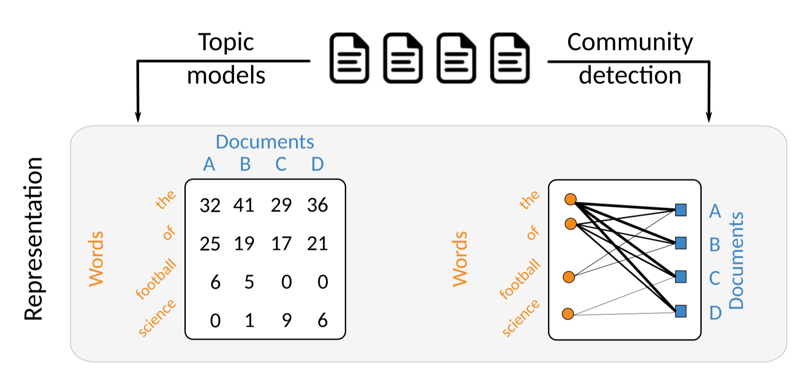 Topic
models
Community
detection
Representation
Documents
A B C D
Words
the 32 41 29 36
of 25 19 17 21
football 6 5 0 0
science 0 1 9 6
Words
the
of
football
science
A
B
C
D
Documents